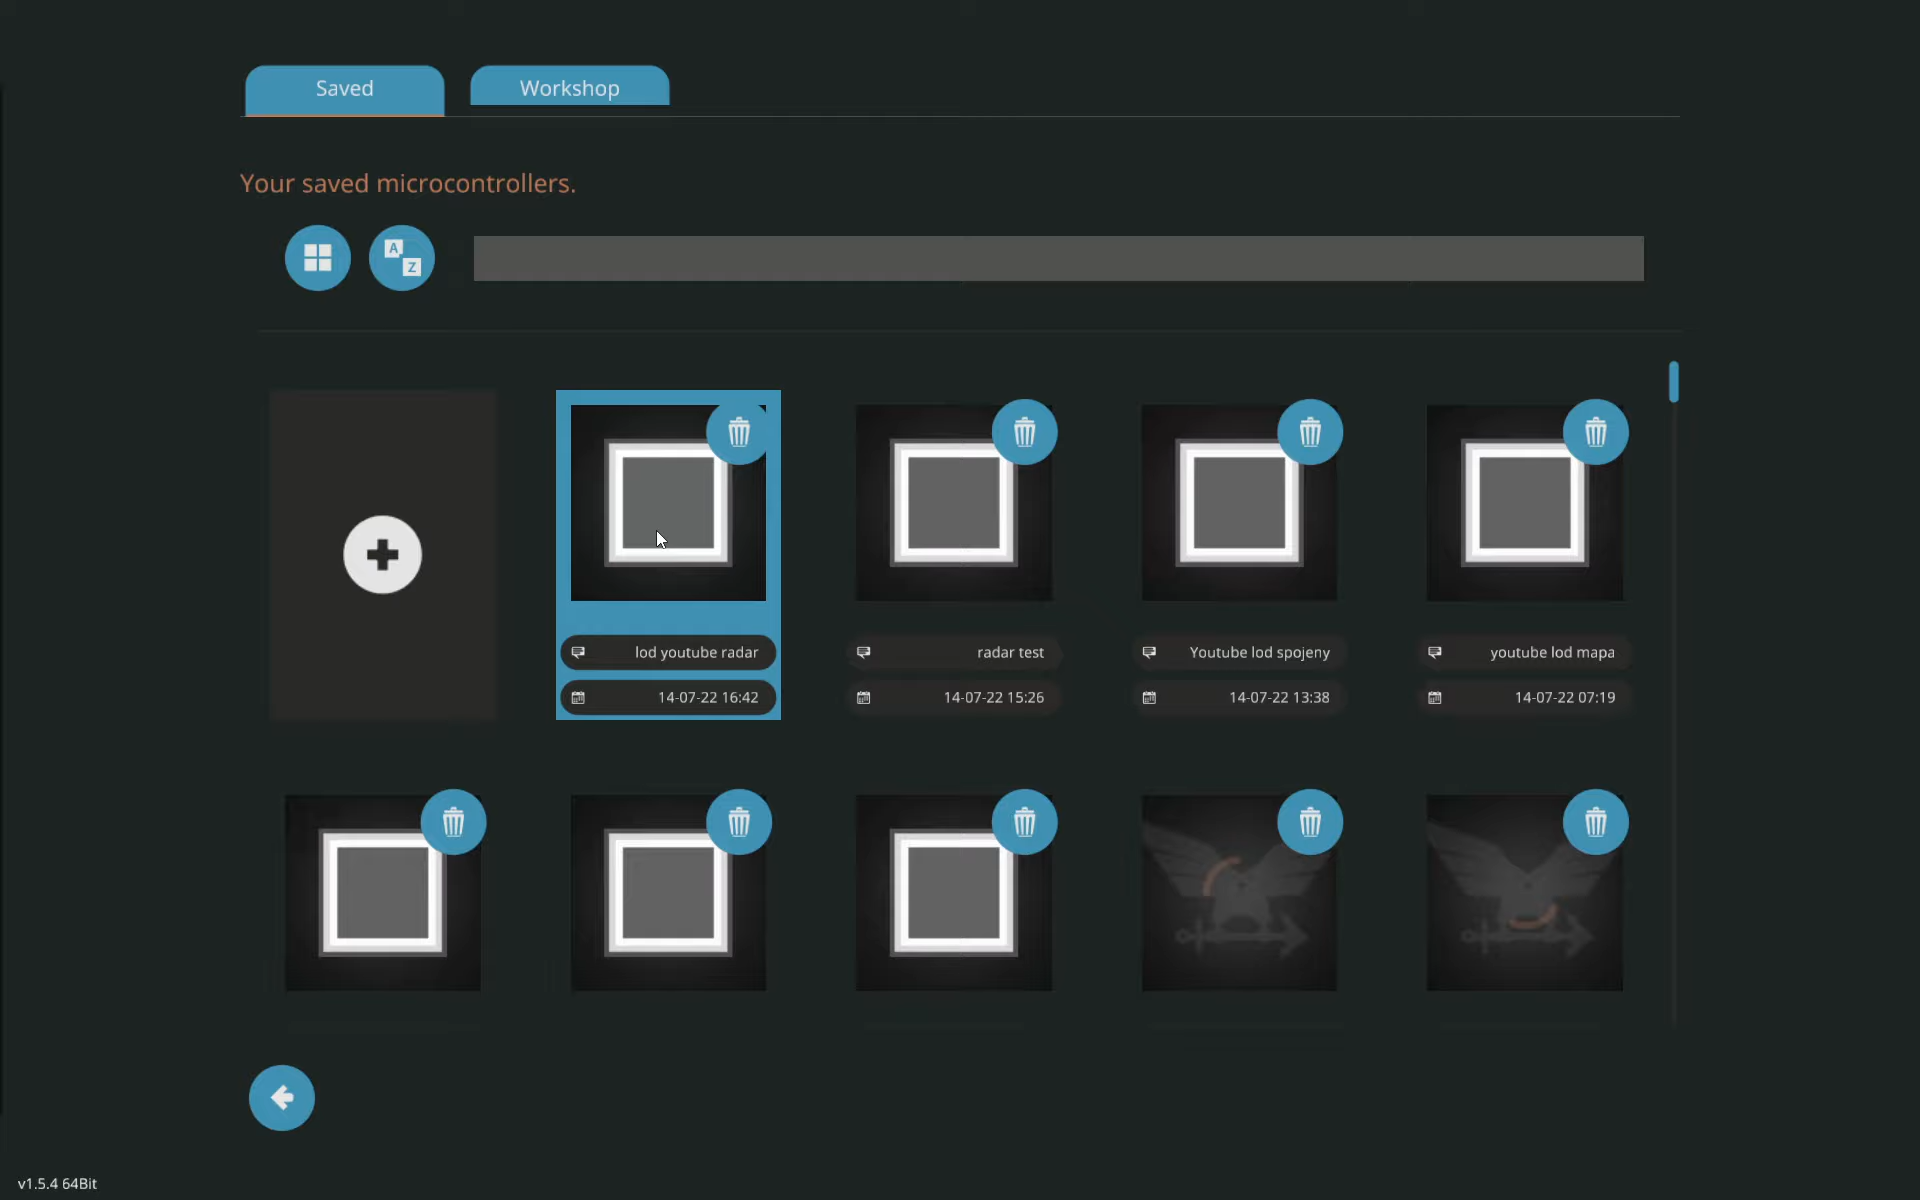 Saved Workshop
Your saved microcontrollers.
A
Z
lod youtube radar radar test Youtube lod spojeny youtube lod mapa
14-07-22 16:42 14-07-22 15:26 14-07-22 13:38 14-07-22 07:19
v1.5.4 64Bit